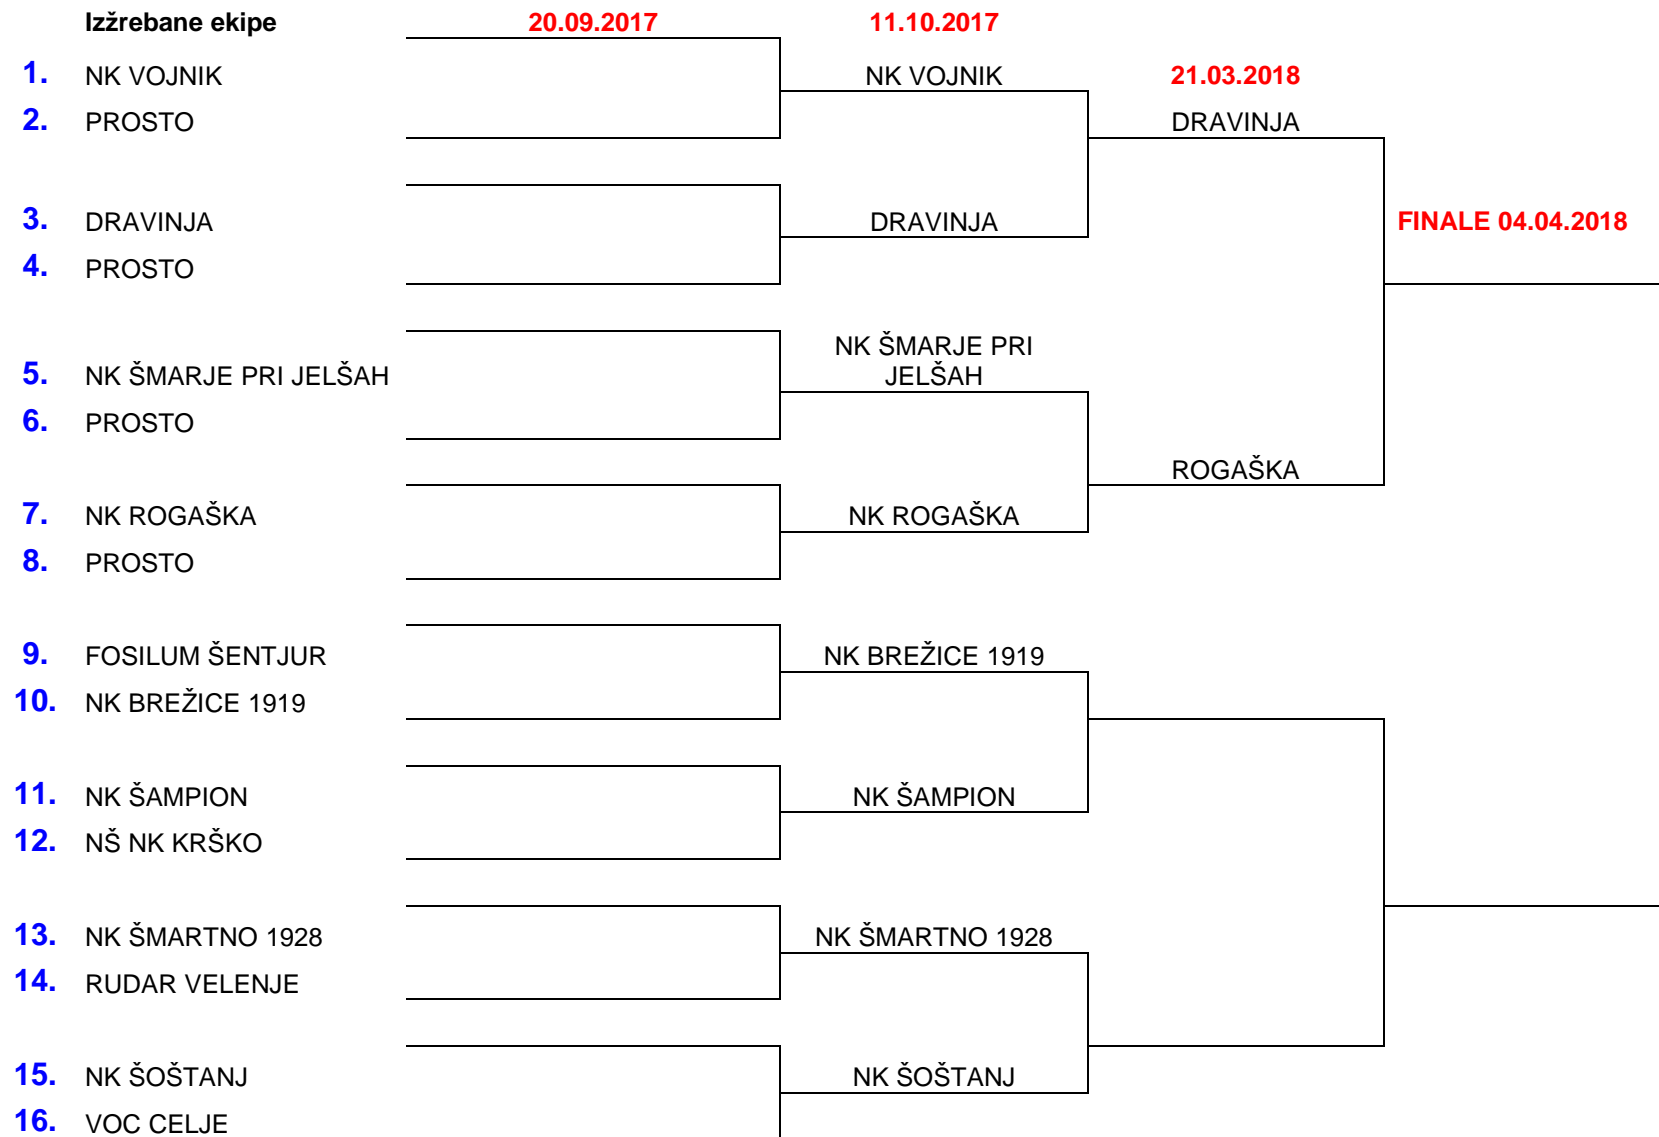 Izžrebane ekipe 20.09.2017 11.10.2017
1. NK VOJNIK NK VOJNIK 21.03.2018
2. PROSTO DRAVINJA
3. DRAVINJA DRAVINJA FINALE 04.04.2018
4. PROSTO
NK ŠMARJE PRI
5. NK ŠMARJE PRI JELŠAH JELŠAH
6. PROSTO
ROGAŠKA
7. NK ROGAŠKA NK ROGAŠKA
8. PROSTO
9. FOSILUM ŠENTJUR NK BREŽICE 1919
10. NK BREŽICE 1919
11. NK ŠAMPION NK ŠAMPION
12. NŠ NK KRŠKO
13. NK ŠMARTNO 1928 NK ŠMARTNO 1928
14. RUDAR VELENJE
15. NK ŠOŠTANJ NK ŠOŠTANJ
16. VOC CELJE